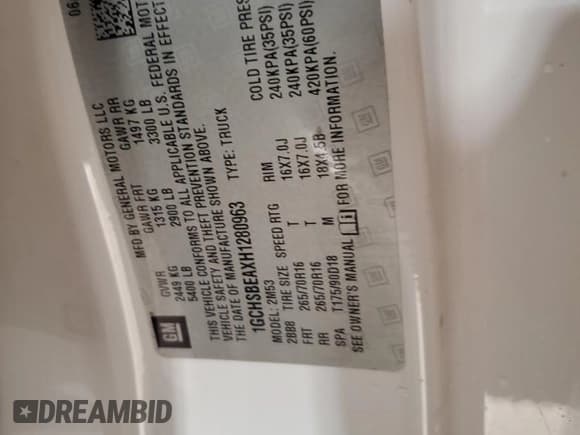 06
MFD BY GENERAL MOTORS LLC
GVWR GAWR FRT GAWR RR
2449 KG 1315 KG 1497 KG
5400 LB 2900 LB 3300 LB
THIS VEHICLE CONFORMS TO ALL APPLICABLE U.S. FEDERAL MOT
VEHICLE SAFETY AND THEFT PREVENTION STANDARDS IN EFFECT
THE DATE OF MANUFACTURE SHOWN ABOVE.
1GCHSBEAXH1280963 TYPE: TRUCK
MODEL: 2M53
TIRE SIZE SPEED RTG RIM COLD TIRE PRES
FRT 265/70R16 T 16X7.0J 240KPA(35PSI)
RR 265/70R16 T 16X7.0J 240KPA(35PSI)
SPA T175/90D18 M 18X4.5B 420KPA(60PSI)
SEE OWNER'S MANUAL FOR MORE INFORMATION.
GM
DREAMBID